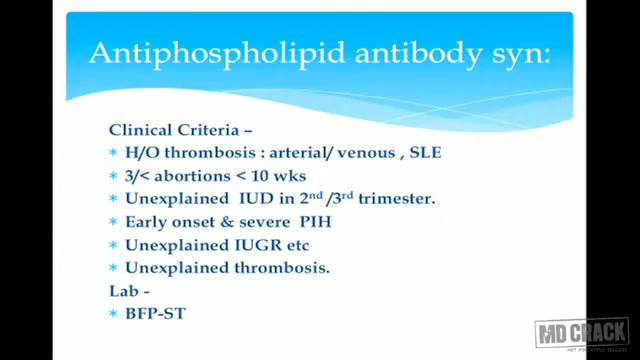 Antiphospholipid antibody syn:
Clinical Criteria –
* H/O thrombosis : arterial/ venous , SLE
* 3/< abortions < 10 wks
* Unexplained IUD in 2nd /3rd trimester.
* Early onset & severe PIH
* Unexplained IUGR etc
* Unexplained thrombosis.
Lab -
* BFP-ST
MD CRACK